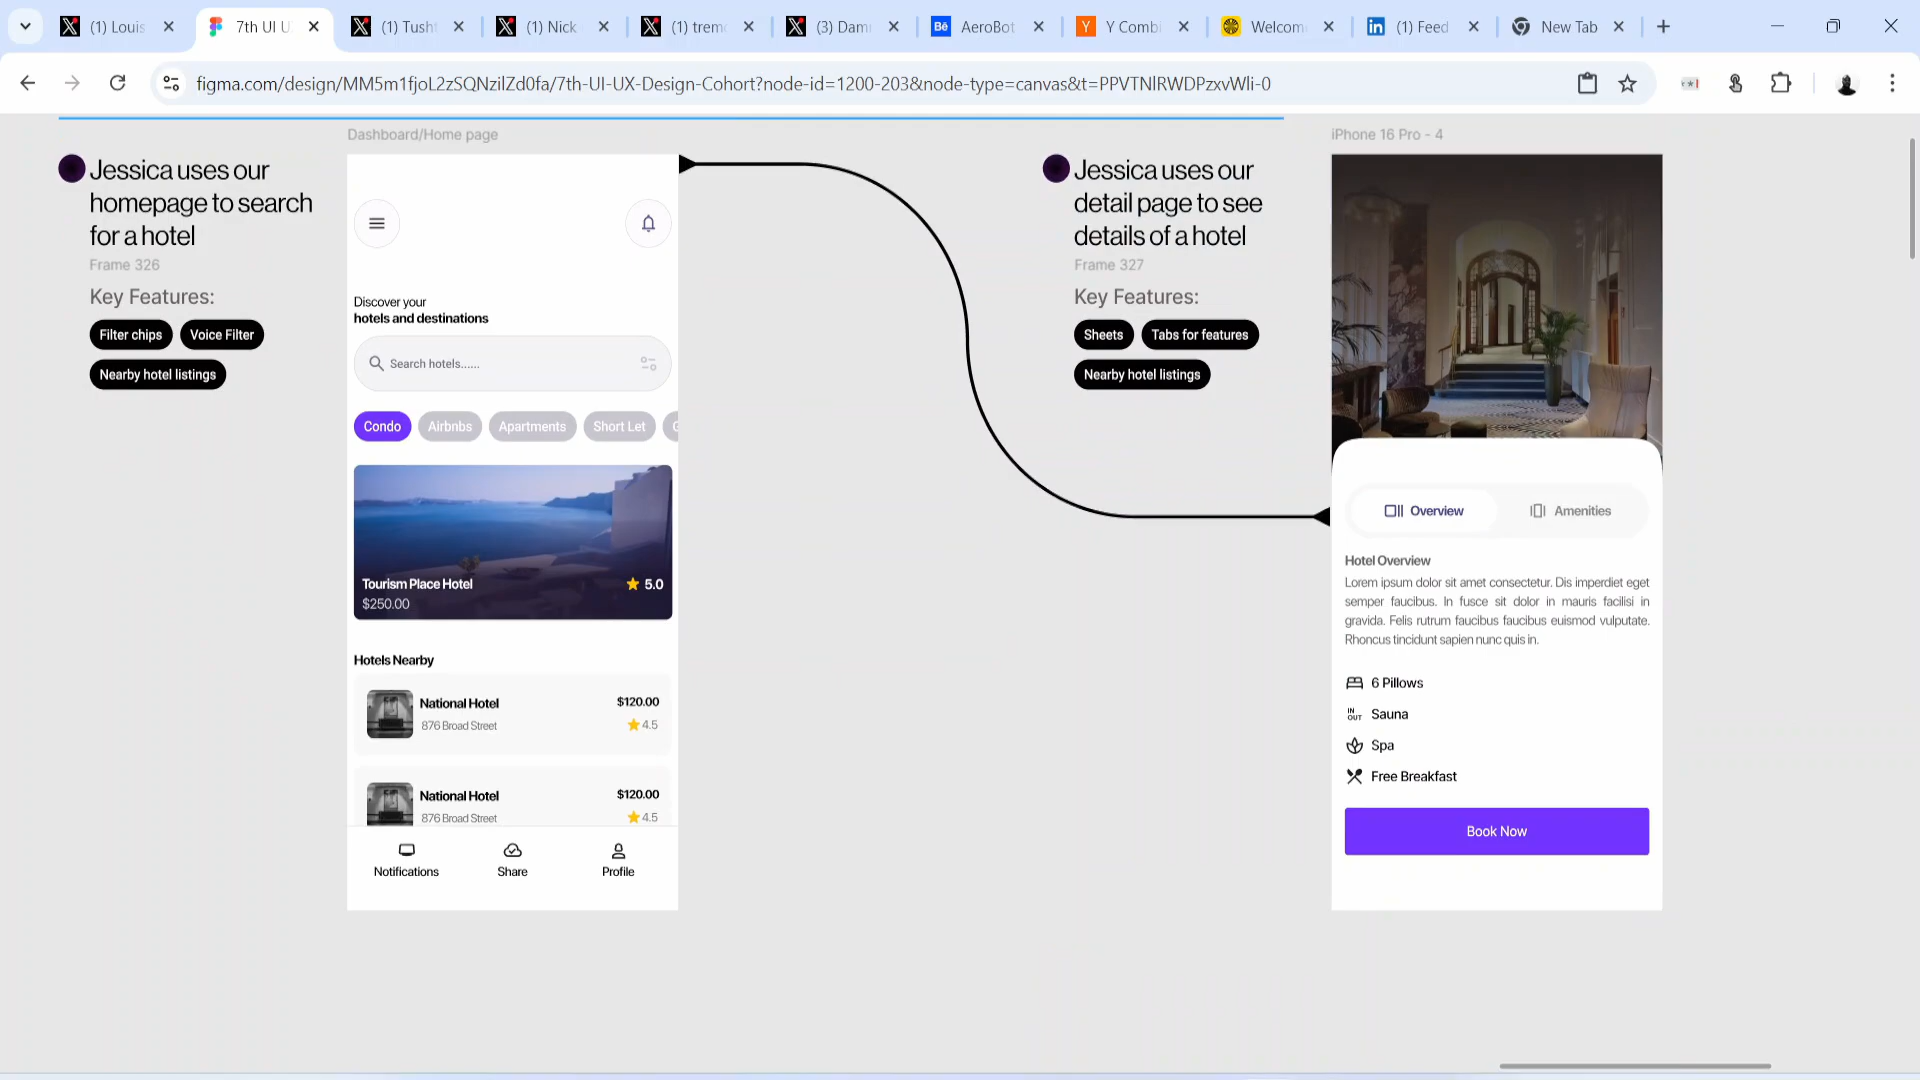 (1) Louis
7th UI U
(1) Tusht
(1) Nick
(1) tremo
(3) Dami
AeroBot
Y Combi
Welcom
(1) Feed
New Tab
figma.com/design/MM5m1fjoL2zSQNzilZd0fa/7th-UI-UX-Design-Cohort?node-id=1200-203&node-type=canvas&t=PPVTNlRWDPzxvWli-0
Jessica uses our
homepage to search
for a hotel
Frame 326
Key Features:
Filter chips
Voice Filter
Nearby hotel listings
Dashboard/Home page
Discover your
hotels and destinations
Search hotels......
Condo
Airbnbs
Apartments
Short Let
Tourism Place Hotel
5.0
$250.00
Hotels Nearby
National Hotel
$120.00
876 Broad Street
4.5
National Hotel
$120.00
876 Broad Street
4.5
Notifications
Share
Profile
Jessica uses our
detail page to see
details of a hotel
Frame 327
Key Features:
Sheets
Tabs for features
Nearby hotel listings
iPhone 16 Pro - 4
Overview
Amenities
Hotel Overview
Lorem ipsum dolor sit amet consectetur. Dis imperdiet eget
semper faucibus. In fusce sit dolor in mauris facilisi in
gravida. Felis rutrum faucibus faucibus euismod vulputate.
Rhoncus tincidunt sapien nunc quis in.
6 Pillows
IN
OUT
Sauna
Spa
Free Breakfast
Book Now